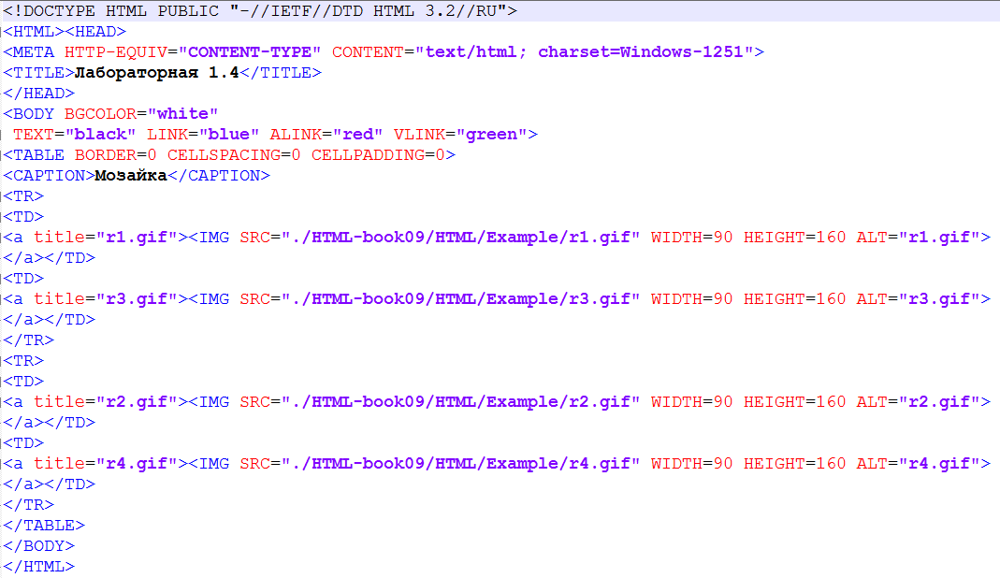 <!DOCTYPE HTML PUBLIC "-//IETF//DTD HTML 3.2//RU">
<HTML><HEAD>
<META HTTP-EQUIV="CONTENT-TYPE" CONTENT="text/html; charset=Windows-1251">
<TITLE>Лабораторная 1.4</TITLE>
</HEAD>
<BODY BGCOLOR="white"
TEXT="black" LINK="blue" ALINK="red" VLINK="green">
<TABLE BORDER=0 CELLSPACING=0 CELLPADDING=0>
<CAPTION>Мозайка</CAPTION>
<TR>
<TD>
<a title="r1.gif"><IMG SRC="./HTML-book09/HTML/Example/r1.gif" WIDTH=90 HEIGHT=160 ALT="r1.gif">
</a></TD>
<TD>
<a title="r3.gif"><IMG SRC="./HTML-book09/HTML/Example/r3.gif" WIDTH=90 HEIGHT=160 ALT="r3.gif">
</a></TD>
</TR>
<TR>
<TD>
<a title="r2.gif"><IMG SRC="./HTML-book09/HTML/Example/r2.gif" WIDTH=90 HEIGHT=160 ALT="r2.gif">
</a></TD>
<TD>
<a title="r4.gif"><IMG SRC="./HTML-book09/HTML/Example/r4.gif" WIDTH=90 HEIGHT=160 ALT="r4.gif">
</a></TD>
</TR>
</TABLE>
</BODY>
</HTML>